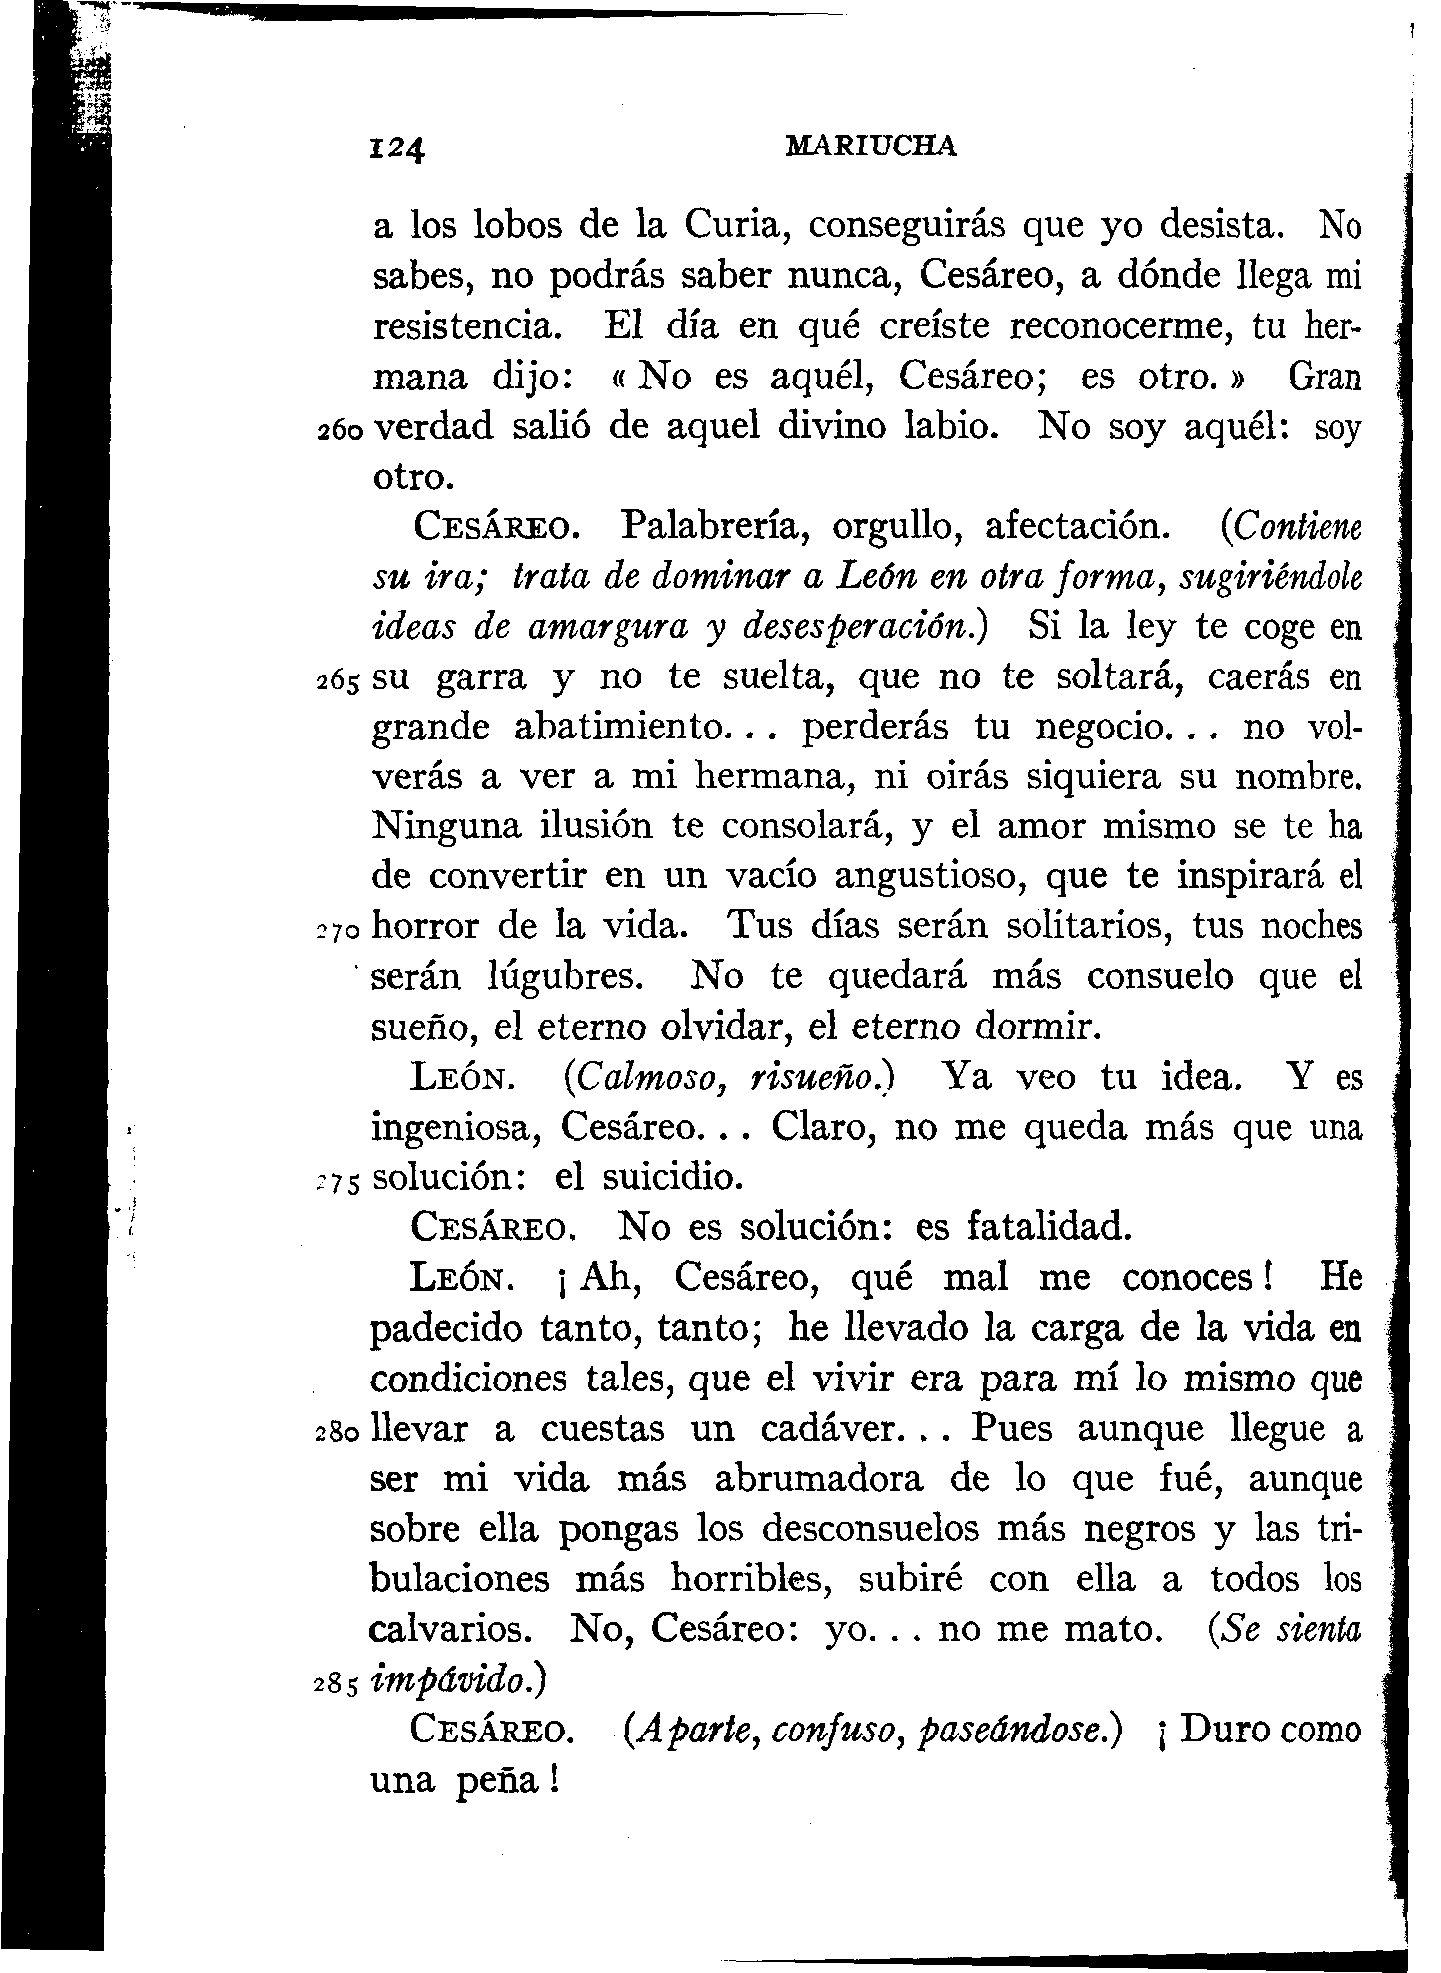 124 MARIUCHA
a los lobos de la Curia, conseguirás que yo desista. No
sabes, no podrás saber nunca, Cesáreo, a dónde llega mi
resistencia. El día en qué creíste reconocerme, tu her-
mana dijo: « No es aquél, Cesáreo; es otro. » Gran
260 verdad salió de aquel divino labio. No soy aquél: soy
otro.
CESÁREO. Palabrería, orgullo, afectación. (Contiene
su ira; trata de dominar a León en otra forma, sugiriéndole
ideas de amargura y desesperación.) Si la ley te coge en
265 su garra y no te suelta, que no te soltará, caerás en
grande abatimiento. . . perderás tu negocio. . . no vol-
verás a ver a mi hermana, ni oirás siquiera su nombre.
Ninguna ilusión te consolará, y el amor mismo se te ha
de convertir en un vacío angustioso, que te inspirará el
270 horror de la vida. Tus días serán solitarios, tus noches
serán lúgubres. No te quedará más consuelo que el
sueño, el eterno olvidar, el eterno dormir.
LEÓN. (Calmoso, risueño.) Ya veo tu idea. Y es
ingeniosa, Cesáreo. . . Claro, no me queda más que una
275 solución: el suicidio.
CESÁREO. No es solución: es fatalidad.
LEÓN. ¡ Ah, Cesáreo, qué mal me conoces ! He
padecido tanto, tanto; he llevado la carga de la vida en
condiciones tales, que el vivir era para mí lo mismo que
280 llevar a cuestas un cadáver. . . Pues aunque llegue a
ser mi vida más abrumadora de lo que fué, aunque
sobre ella pongas los desconsuelos más negros y las tri-
bulaciones más horribles, subiré con ella a todos los
calvarios. No, Cesáreo: yo. . . no me mato. (Se sienta
285 impávido.)
CESÁREO. (Aparte, confuso, paseándose.) ¡ Duro como
una peña !